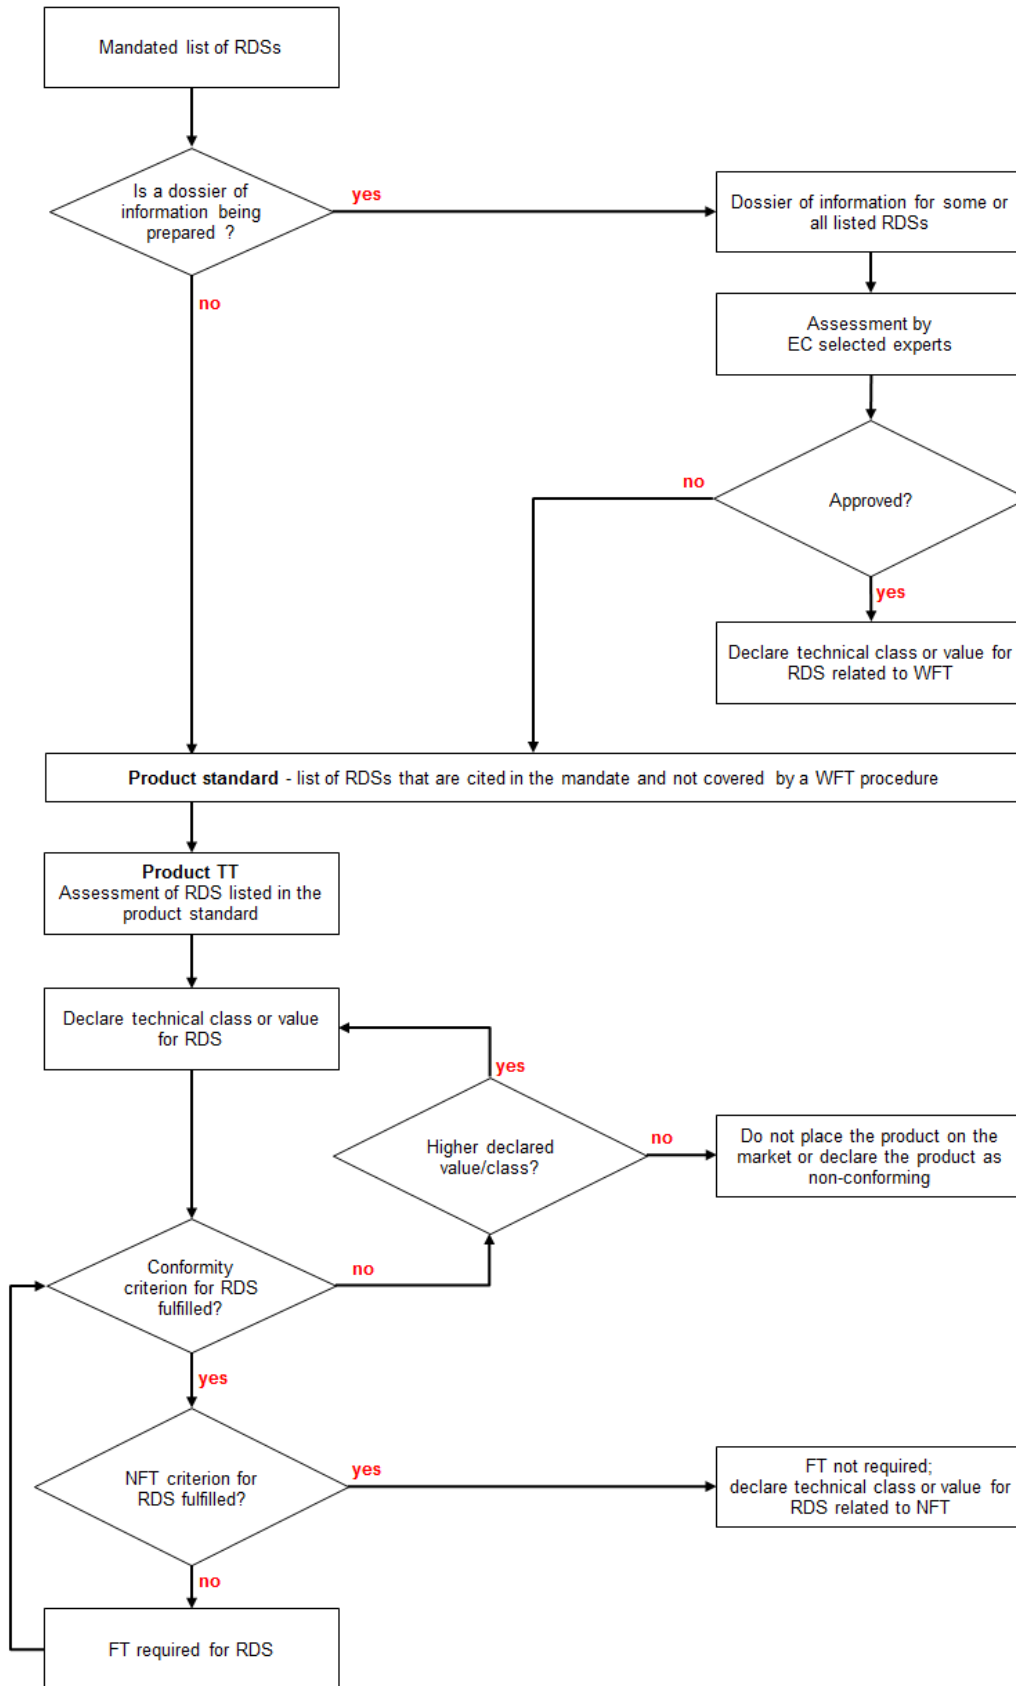 Mandated list of RDSs
Is a dossier of
information being
prepared ?
yes
Dossier of information for some or
all listed RDSs
no
Assessment by
EC selected experts
no
Approved?
yes
Declare technical class or value for
RDS related to WFT
Product standard - list of RDSs that are cited in the mandate and not covered by a WFT procedure
Product TT
Assessment of RDS listed in the
product standard
Declare technical class or value
for RDS
yes
Higher declared
value/class?
no
Do not place the product on the
market or declare the product as
non-conforming
Conformity
criterion for RDS
fulfilled?
no
yes
NFT criterion for
RDS fulfilled?
yes
FT not required;
declare technical class or value for
RDS related to NFT
no
FT required for RDS